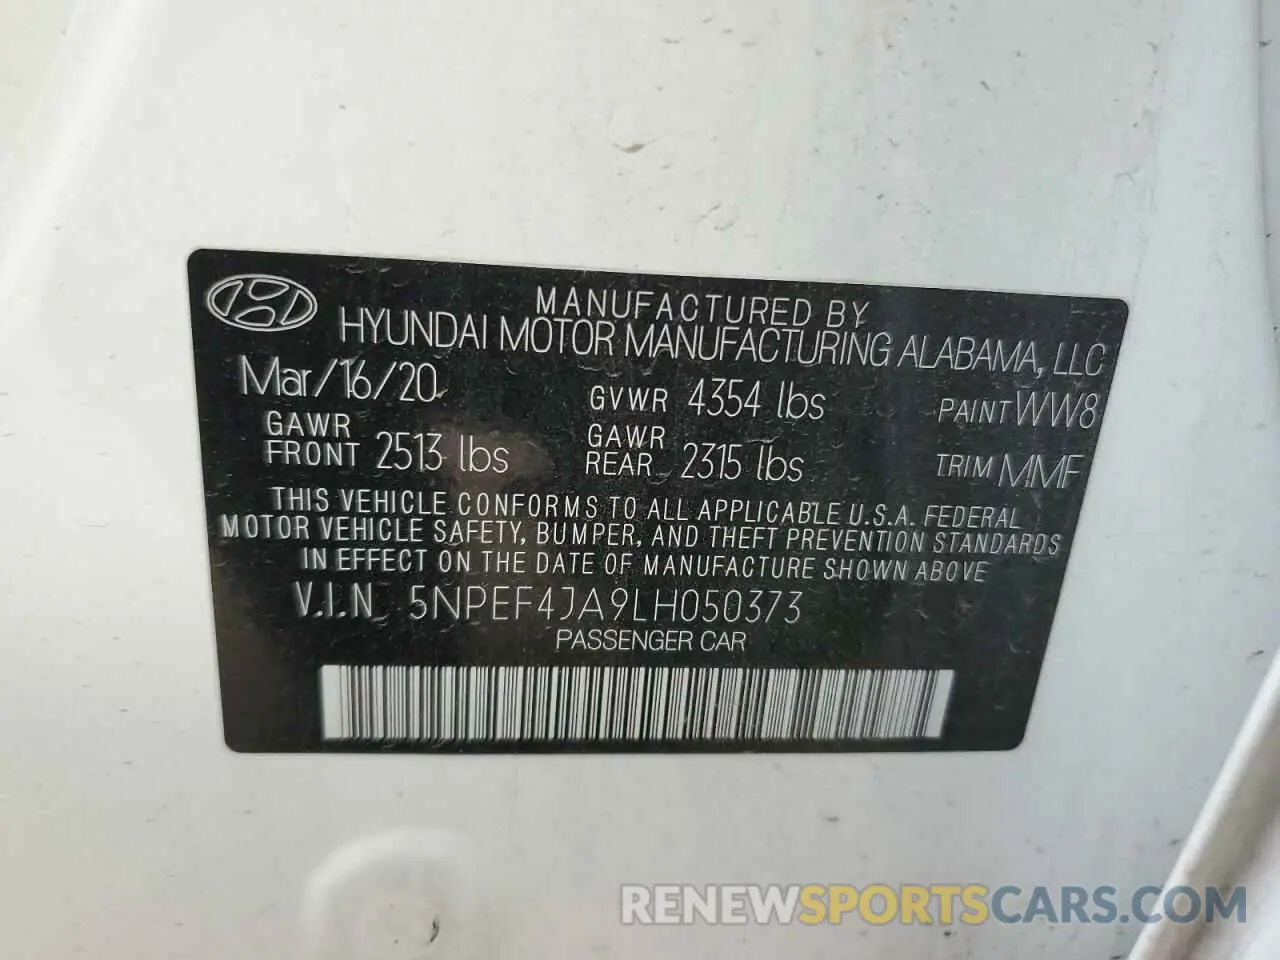 MANUFACTURED BY
HYUNDAI MOTOR MANUFACTURING ALABAMA, LLC
Mar/16/20 GVWR 4354 lbs PAINT WW8
GAWR FRONT 2513 lbs GAWR REAR 2315 lbs TRIM MMF
THIS VEHICLE CONFORMS TO ALL APPLICABLE U.S.A. FEDERAL
MOTOR VEHICLE SAFETY, BUMPER, AND THEFT PREVENTION STANDARDS
IN EFFECT ON THE DATE OF MANUFACTURE SHOWN ABOVE
V.I.N 5NPEF4JA9LH050373
PASSENGER CAR
RENEWSPORTSCARS.COM